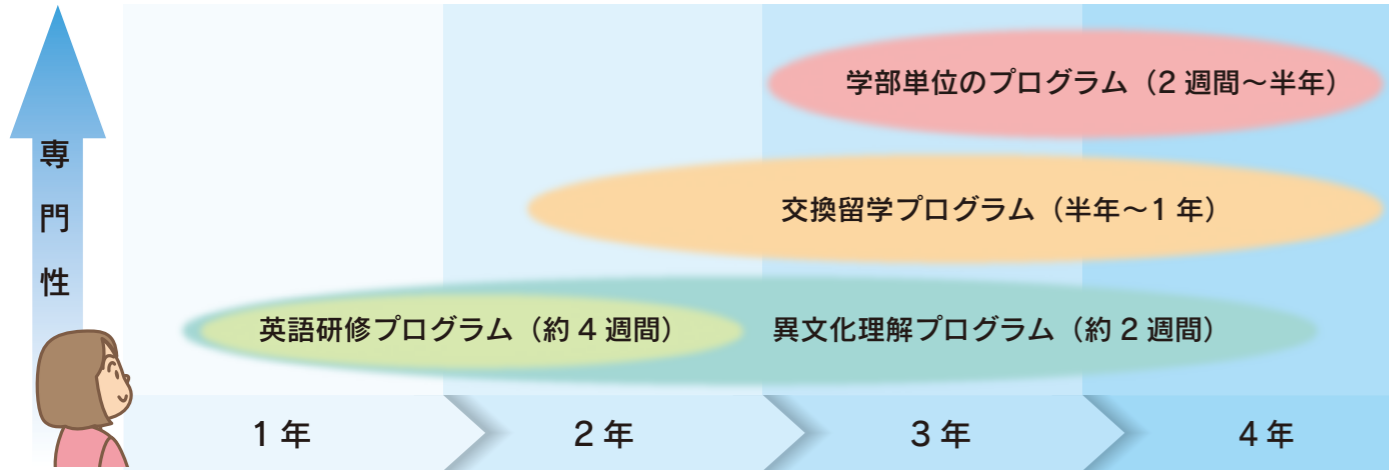 専門性
学部単位のプログラム（2 週間～半年）
交換留学プログラム（半年～1 年）
英語研修プログラム（約 4 週間）
異文化理解プログラム（約 2 週間）
1 年
2 年
3 年
4 年